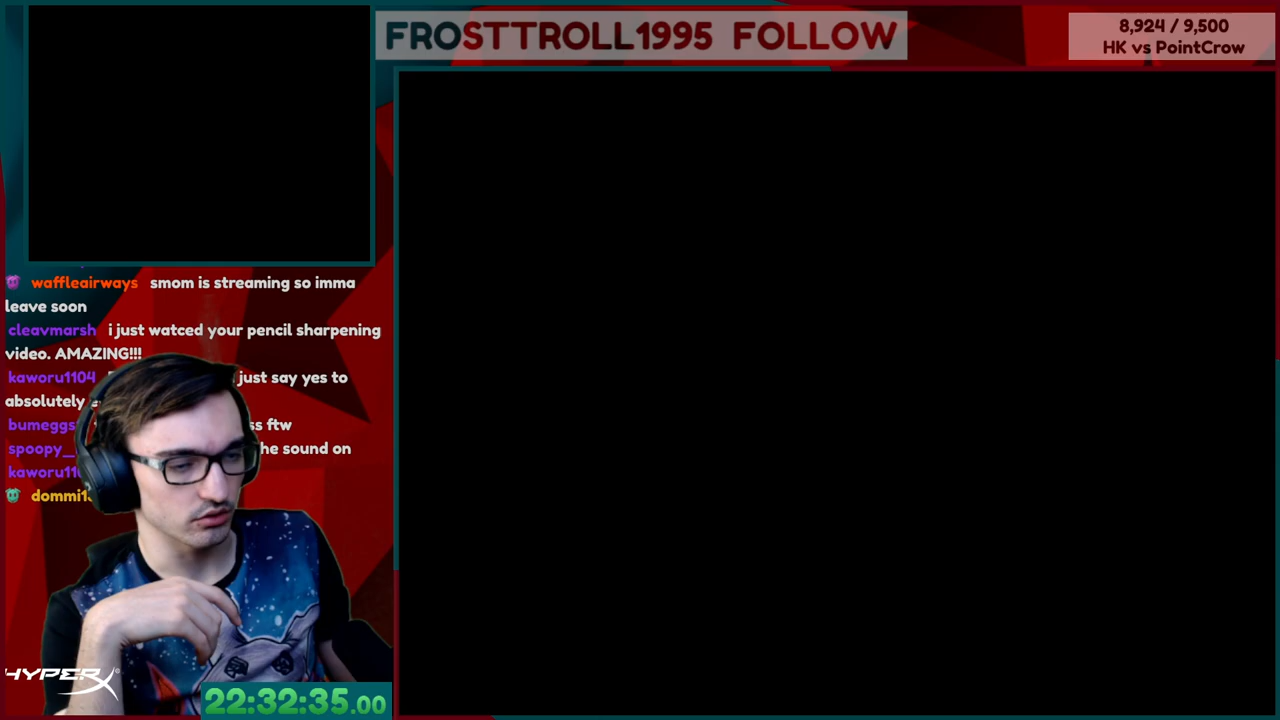 FROSTTROLL1995 FOLLOW
8,924 / 9,500
HK vs PointCrow
waffleairways smom is streaming so imma
leave soon
cleavmarsh i just watced your pencil sharpening
video. AMAZING!!!
kaworu1104 just say yes to
absolutely
bumeggs ftw
spoopy_ sound on
HYPERX
22:32:35.00